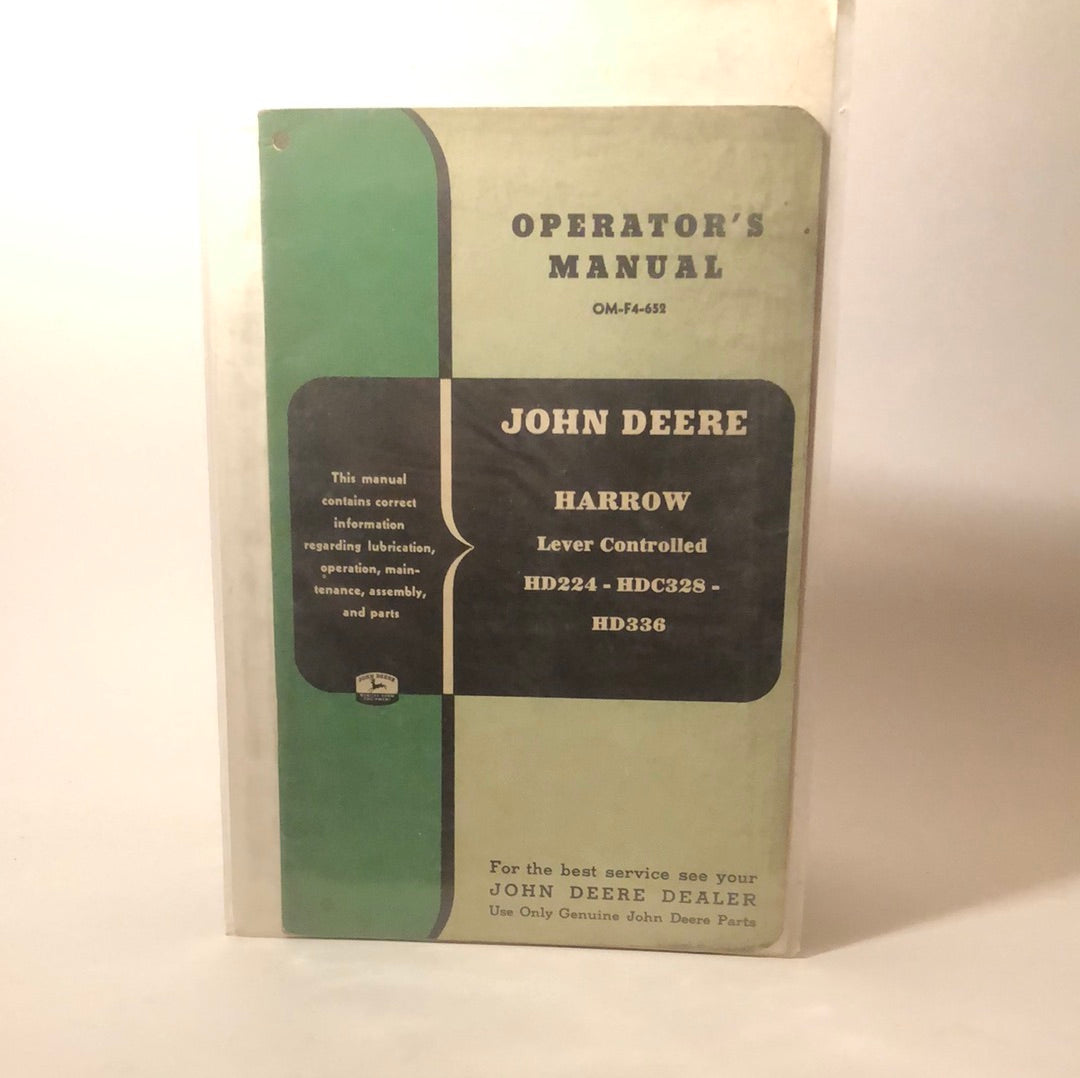 OPERATOR'S
MANUAL
OM-F4-652
JOHN DEERE
HARROW
Lever Controlled
HD224 - HDC328 -
HD336
This manual
contains correct
information
regarding lubrication,
operation, main-
tenance, assembly,
and parts
JOHN DEERE
For the best service see your
JOHN DEERE DEALER
Use Only Genuine John Deere Parts